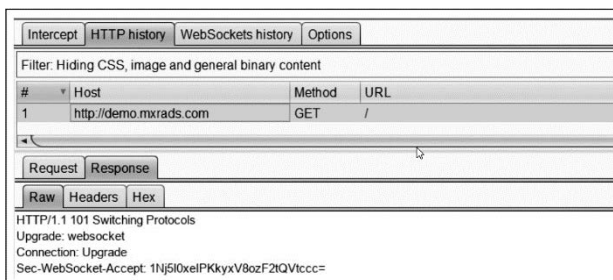 Intercept HTTP history WebSockets history Options
Filter: Hiding CSS, image and general binary content
# Host Method URL
1 http://demo.mxrads.com GET /
Request Response
Raw Headers Hex
HTTP/1.1 101 Switching Protocols
Upgrade: websocket
Connection: Upgrade
Sec-WebSocket-Accept: 1Nj5l0xeIPKkyxV8ozF2tQVtccc=